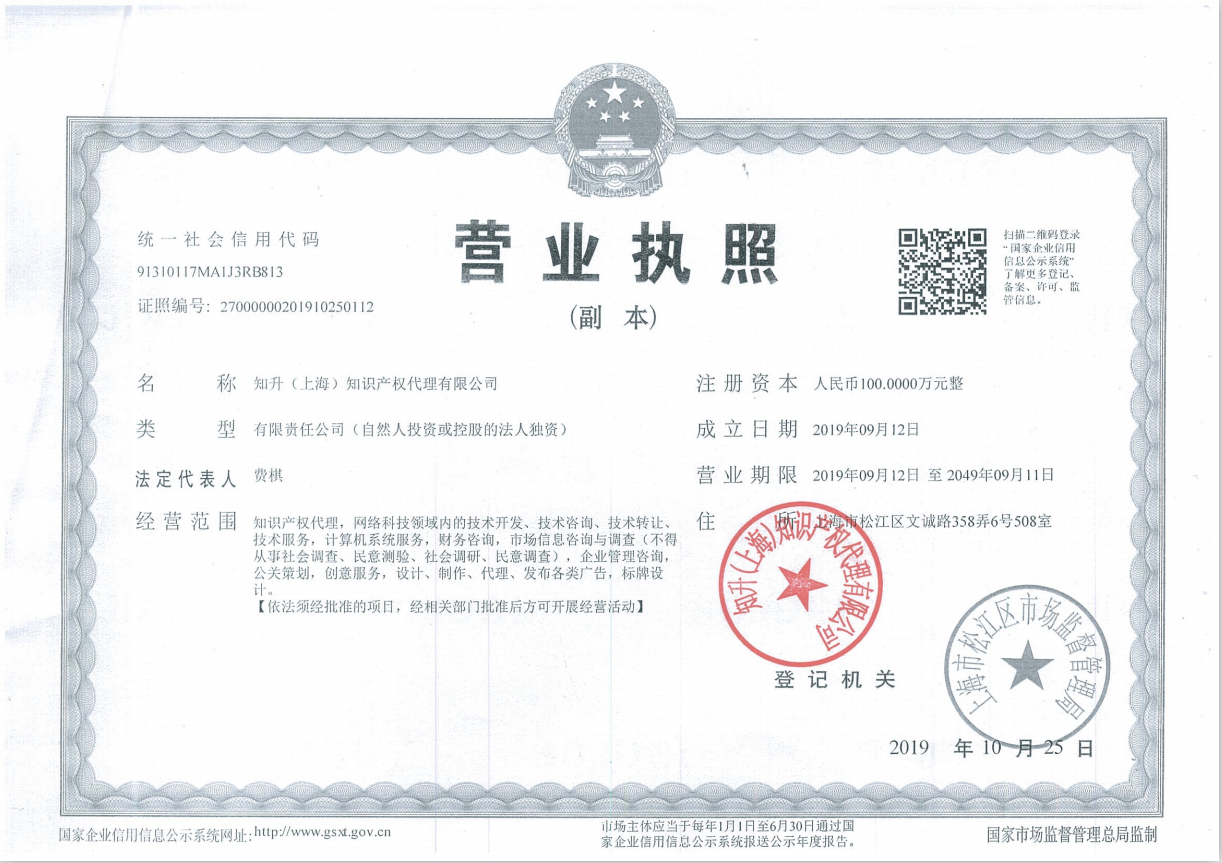 营业执照
(副 本)
统一社会信用代码
91310117MA1J3RB813
证照编号：27000000201910250112
扫描二维码登录
“国家企业信用
信息公示系统”
了解更多登记、
备案、许可、监
管信息。
名 称 知升（上海）知识产权代理有限公司
类 型 有限责任公司（自然人投资或控股的法人独资）
法定代表人 费棋
经营范围 知识产权代理，网络科技领域内的技术开发、技术咨询、技术转让、
技术服务，计算机系统服务，财务咨询，市场信息咨询与调查（不得
从事社会调查、民意测验、社会调研、民意调查），企业管理咨询，
公关策划，创意服务，设计、制作、代理、发布各类广告，标牌设
计。
【依法须经批准的项目，经相关部门批准后方可开展经营活动】
注册资本 人民币100.0000万元整
成立日期 2019年09月12日
营业期限 2019年09月12日 至 2049年09月11日
住 所 上海市松江区文诚路358弄6号508室
知升(上海)知识产权代理有限公司
登记机关
上海市松江区市场监督管理局
2019 年 10 月 25 日
国家企业信用信息公示系统网址:http://www.gsxt.gov.cn
市场主体应当于每年1月1日至6月30日通过国
家企业信用信息公示系统报送公示年度报告。
国家市场监督管理总局监制